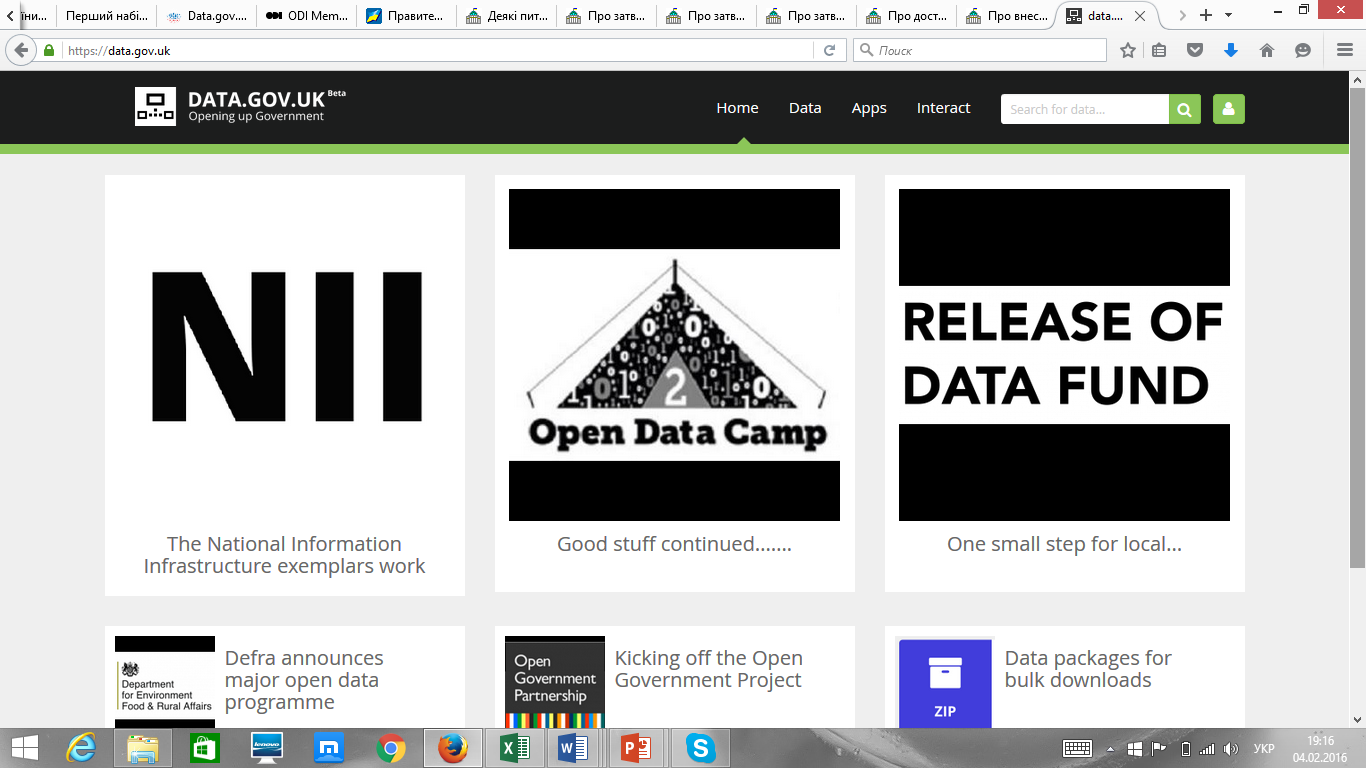 їни...
Перший набі...
Data.gov....
ODI Mem...
Правите...
Деякі пит...
Про затв...
Про затв...
Про затв...
Про дост...
Про внес...
data....
https://data.gov.uk
Поиск
DATA.GOV.UK Beta
Opening up Government
Home
Data
Apps
Interact
Search for data...
NII
The National Information
Infrastructure exemplars work
2
Open Data Camp
Good stuff continued.......
RELEASE OF
DATA FUND
One small step for local...
Department
for Environment
Food & Rural Affairs
Defra announces
major open data
programme
Open
Government
Partnership
Kicking off the Open
Government Project
ZIP
Data packages for
bulk downloads
lenovo
УКР
19:16
04.02.2016